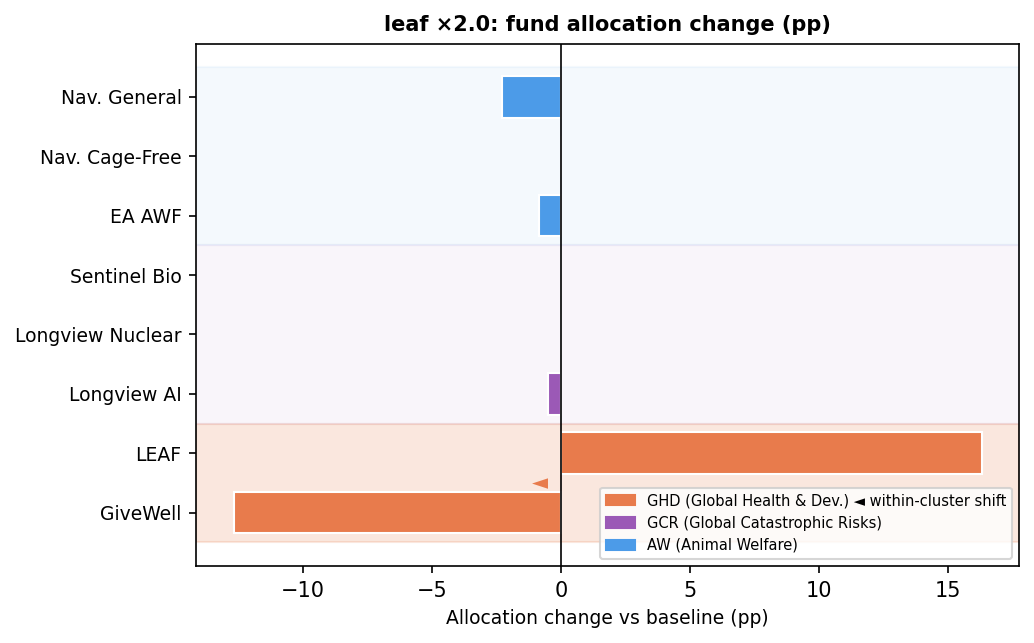 leaf ×2.0: fund allocation change (pp)
Nav. General
Nav. Cage-Free
EA AWF
Sentinel Bio
Longview Nuclear
Longview AI
LEAF
GiveWell
GHD (Global Health & Dev.) ◄ within-cluster shift
GCR (Global Catastrophic Risks)
AW (Animal Welfare)
−10 −5 0 5 10 15
Allocation change vs baseline (pp)